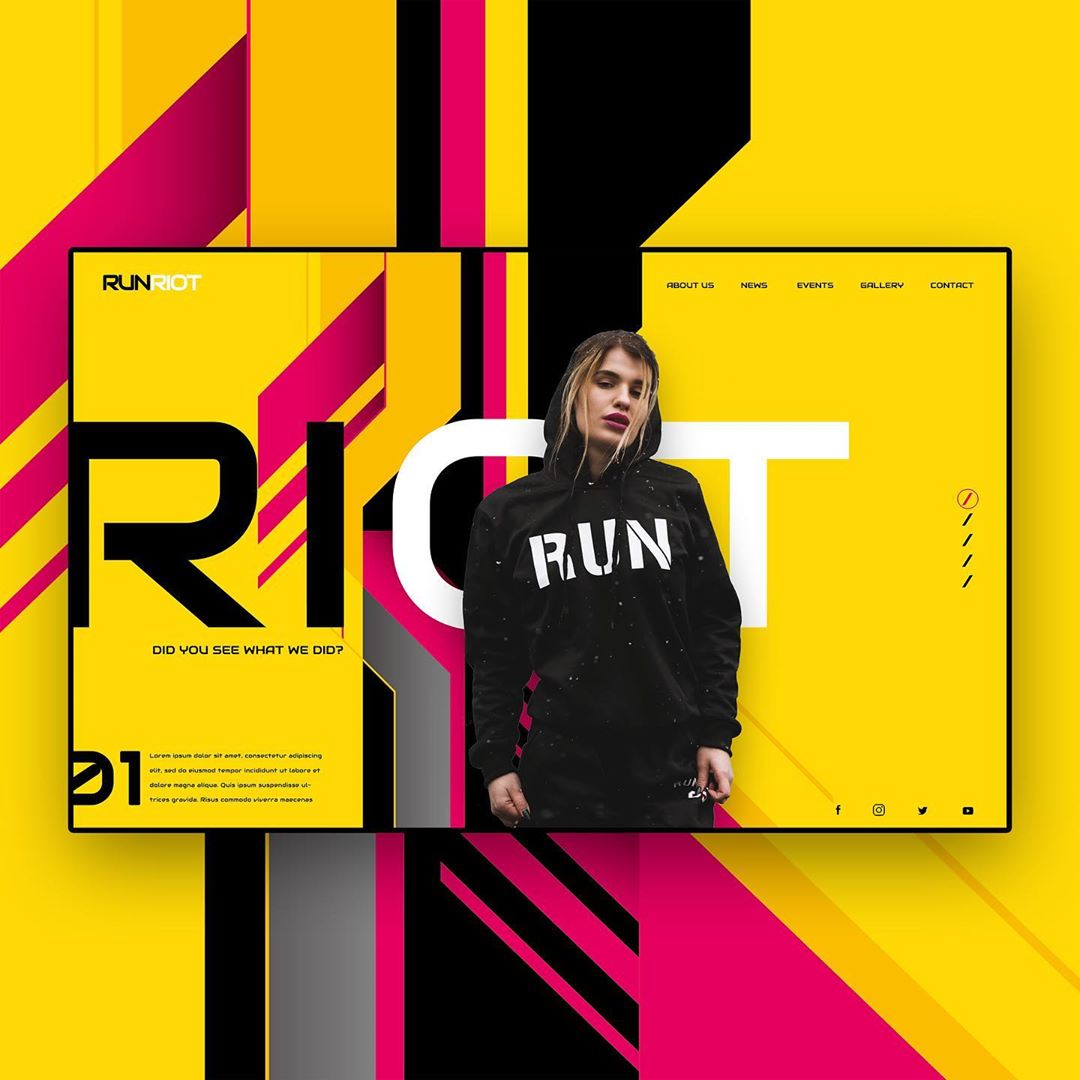 RUNRIOT
ABOUT US NEWS EVENTS GALLERY CONTACT
RIOT
RUN
DID YOU SEE WHAT WE DID?
01
Lorem ipsum dolor sit amet, consectetur adipiscing
elit, sed do eiusmod tempor incididunt ut labore et
dolore magna aliqua. Quis ipsum suspendisse ul-
trices gravida. Risus commodo viverra maecenas